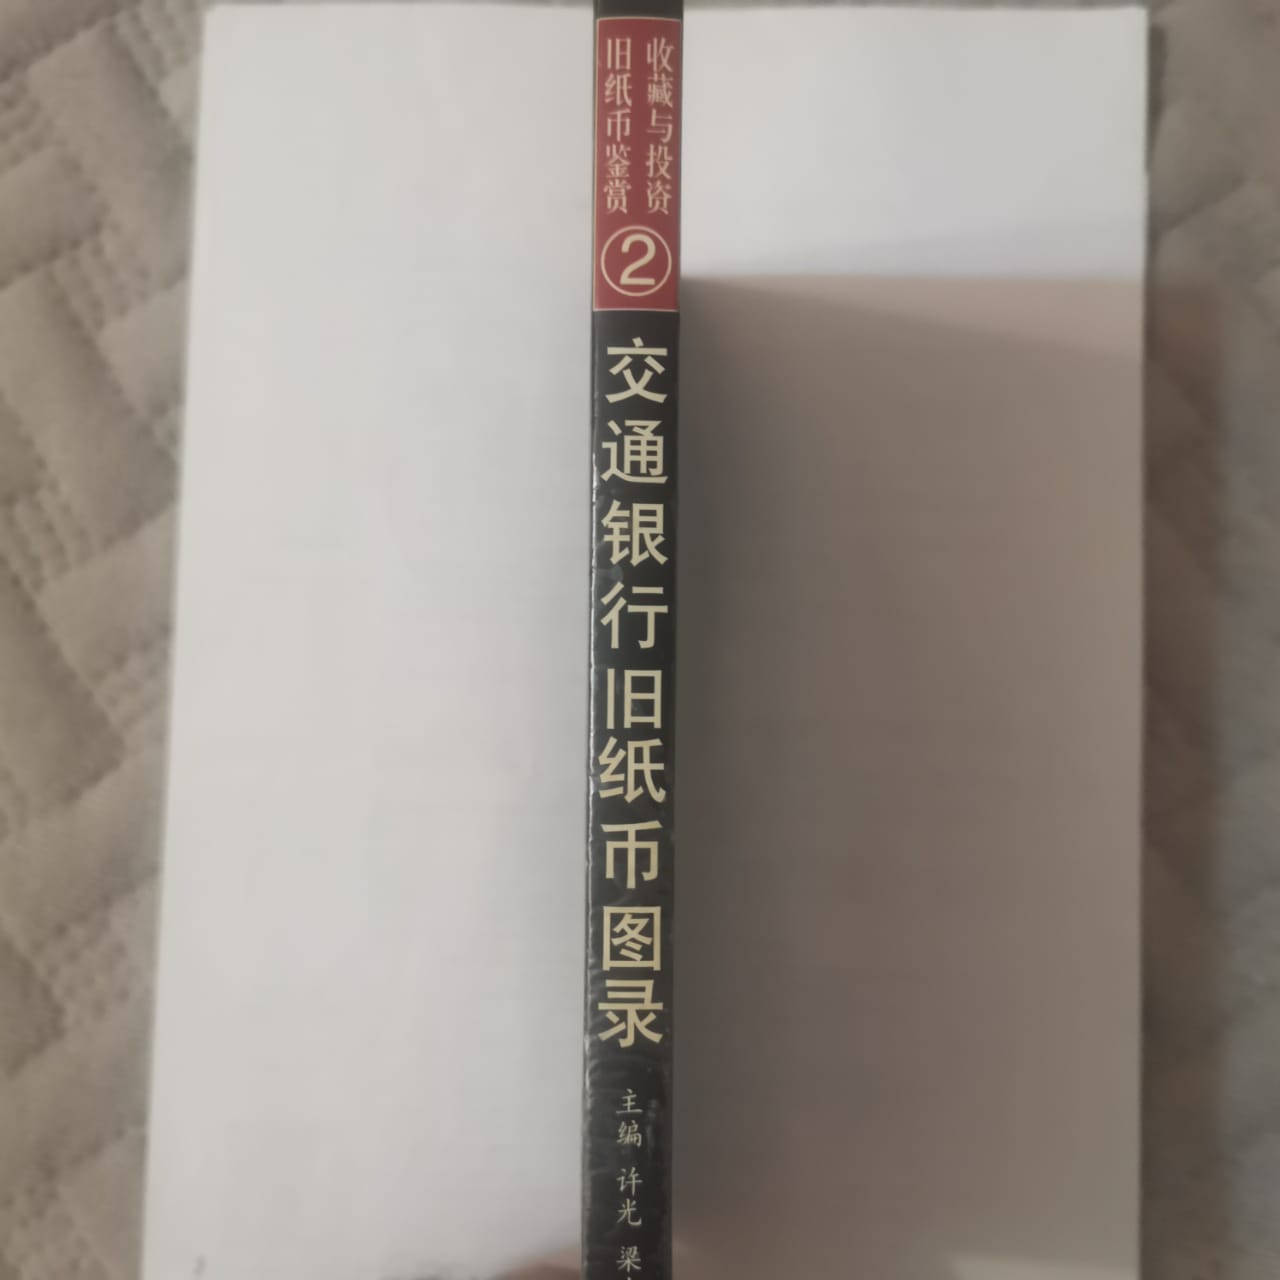 收藏与投资
旧纸币鉴赏
②
交通银行旧纸币图录
主编 许光 梁